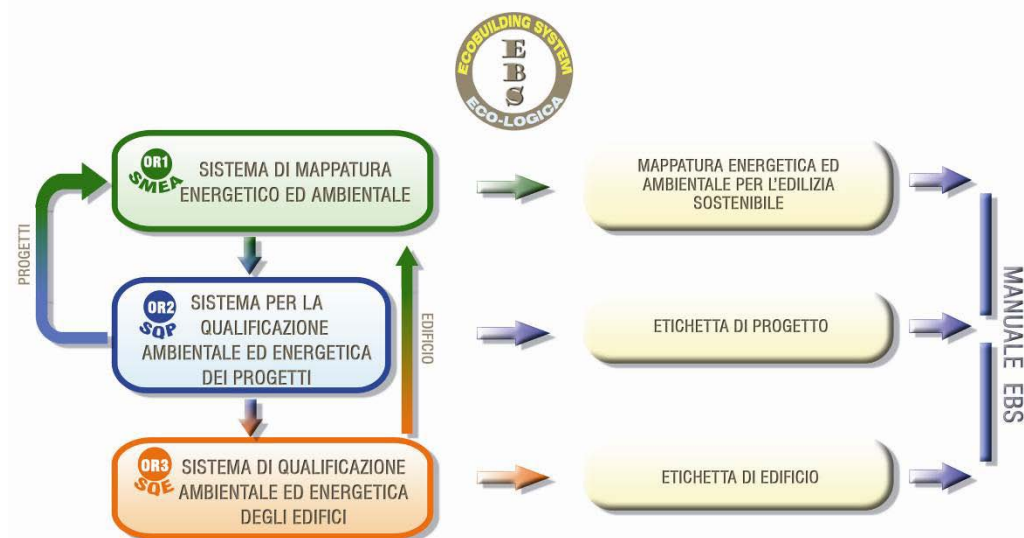 ECOBUILDING SYSTEM
E
B
S
ECO-LOGICA
OR1
SMEA
SISTEMA DI MAPPATURA
ENERGETICO ED AMBIENTALE
MAPPATURA ENERGETICA ED
AMBIENTALE PER L'EDILIZIA
SOSTENIBILE
PROGETTI
OR2
SQP
SISTEMA PER LA
QUALIFICAZIONE
AMBIENTALE ED ENERGETICA
DEI PROGETTI
EDIFICIO
ETICHETTA DI PROGETTO
MANUALE EBS
OR3
SQE
SISTEMA DI QUALIFICAZIONE
AMBIENTALE ED ENERGETICA
DEGLI EDIFICI
ETICHETTA DI EDIFICIO